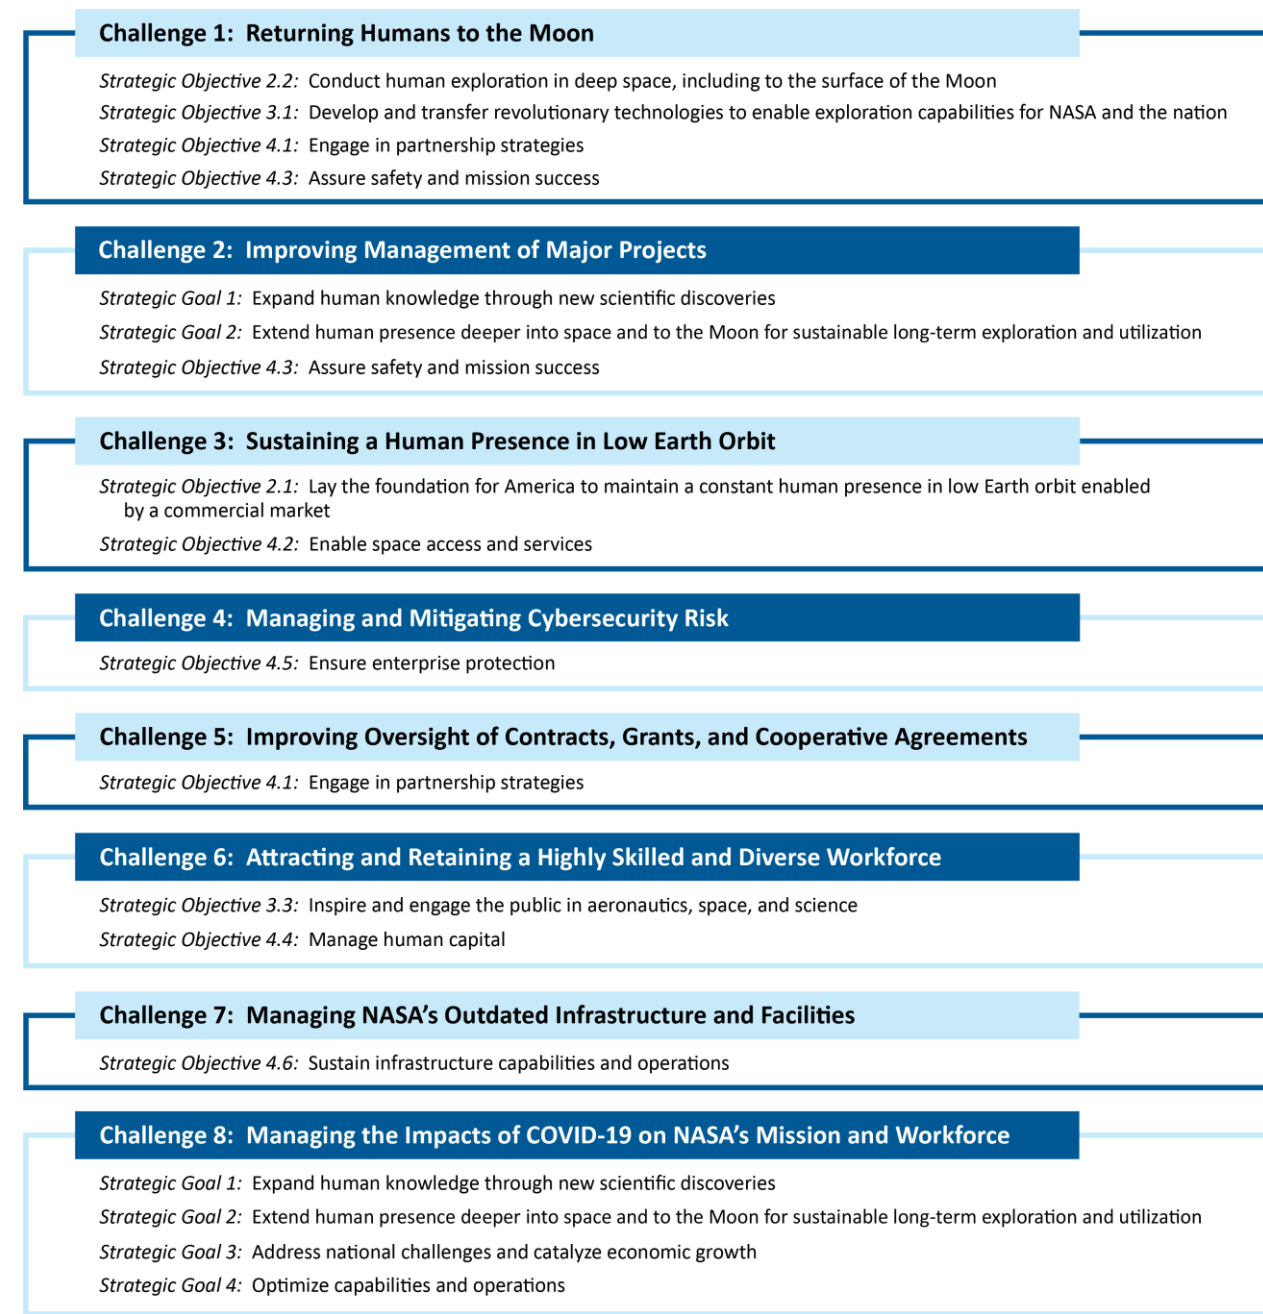 Challenge 1: Returning Humans to the Moon
Strategic Objective 2.2: Conduct human exploration in deep space, including to the surface of the Moon
Strategic Objective 3.1: Develop and transfer revolutionary technologies to enable exploration capabilities for NASA and the nation
Strategic Objective 4.1: Engage in partnership strategies
Strategic Objective 4.3: Assure safety and mission success
Challenge 2: Improving Management of Major Projects
Strategic Goal 1: Expand human knowledge through new scientific discoveries
Strategic Goal 2: Extend human presence deeper into space and to the Moon for sustainable long-term exploration and utilization
Strategic Objective 4.3: Assure safety and mission success
Challenge 3: Sustaining a Human Presence in Low Earth Orbit
Strategic Objective 2.1: Lay the foundation for America to maintain a constant human presence in low Earth orbit enabled
by a commercial market
Strategic Objective 4.2: Enable space access and services
Challenge 4: Managing and Mitigating Cybersecurity Risk
Strategic Objective 4.5: Ensure enterprise protection
Challenge 5: Improving Oversight of Contracts, Grants, and Cooperative Agreements
Strategic Objective 4.1: Engage in partnership strategies
Challenge 6: Attracting and Retaining a Highly Skilled and Diverse Workforce
Strategic Objective 3.3: Inspire and engage the public in aeronautics, space, and science
Strategic Objective 4.4: Manage human capital
Challenge 7: Managing NASA’s Outdated Infrastructure and Facilities
Strategic Objective 4.6: Sustain infrastructure capabilities and operations
Challenge 8: Managing the Impacts of COVID-19 on NASA’s Mission and Workforce
Strategic Goal 1: Expand human knowledge through new scientific discoveries
Strategic Goal 2: Extend human presence deeper into space and to the Moon for sustainable long-term exploration and utilization
Strategic Goal 3: Address national challenges and catalyze economic growth
Strategic Goal 4: Optimize capabilities and operations